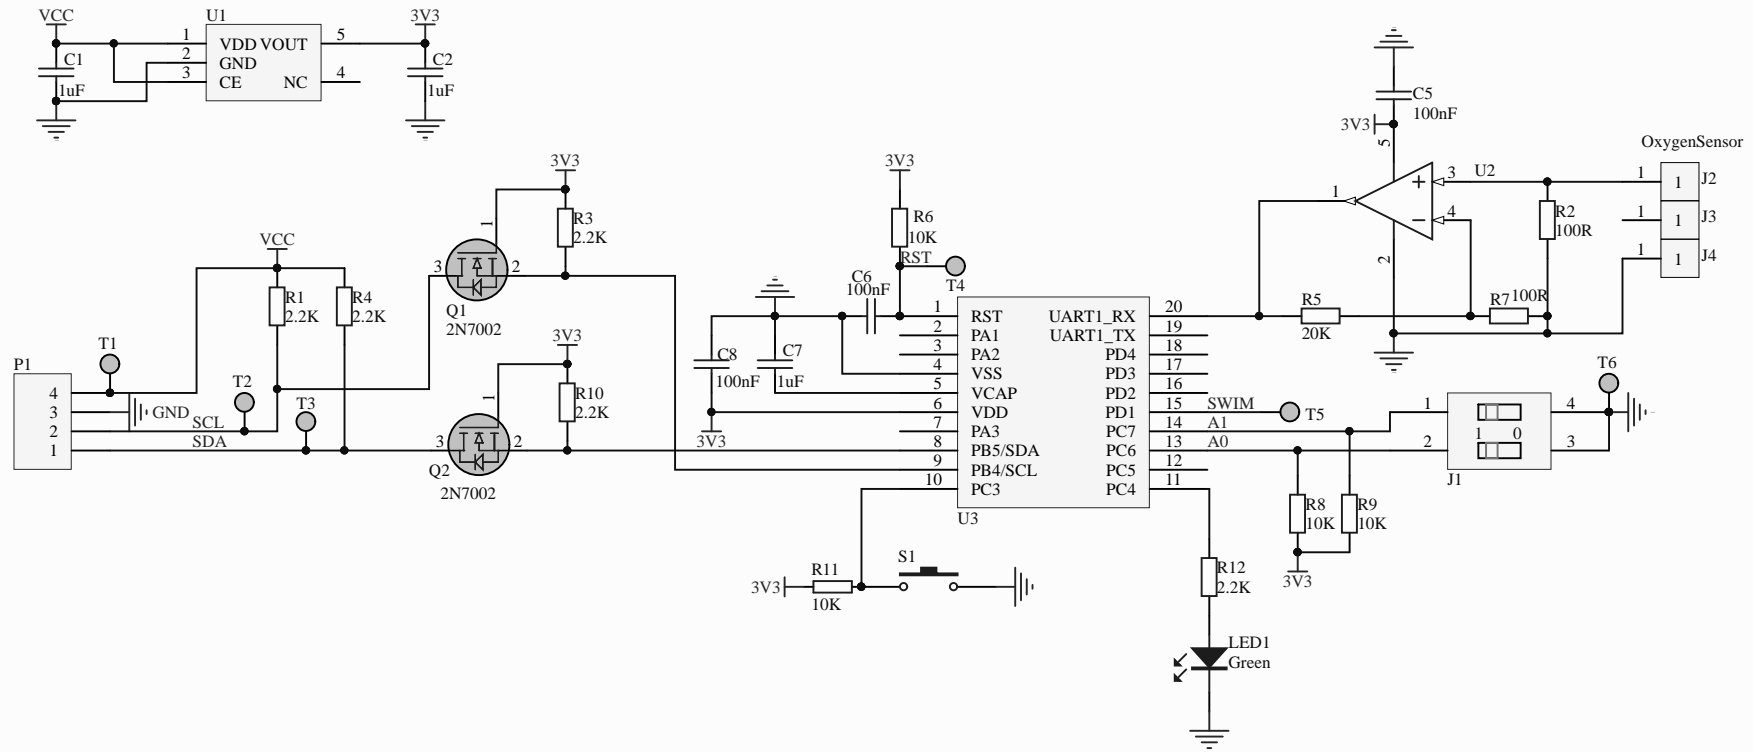 VCC
U1
3V3
1
VDD VOUT
5
C1
2
GND
C2
1uF
3
CE
NC
4
1uF
C5
100nF
3V3
5
OxygenSensor
3
U2
1
1
J2
1
+
4
−
R2
100R
1
1
J3
2
1
1
J4
3V3
3V3
1
R3
2.2K
R6
10K
VCC
3
2
RST
T4
C6
100nF
R1
2.2K
R4
2.2K
Q1
2N7002
1
RST
UART1_RX
20
R5
20K
R7
100R
2
PA1
UART1_TX
19
3
PA2
PD4
18
4
VSS
PD3
17
5
VCAP
PD2
16
6
VDD
PD1
15
SWIM
T5
7
PA3
PC7
14
A1
8
PB5/SDA
PC6
13
A0
9
PB4/SCL
PC5
12
10
PC3
PC4
11
U3
C8
100nF
C7
1uF
3V3
3V3
1
R10
2.2K
T1
P1
T2
T3
4
3
GND
2
SCL
1
SDA
3
2
Q2
2N7002
T6
1
4
1
0
2
3
J1
R8
10K
R9
10K
3V3
S1
3V3
R11
10K
R12
2.2K
LED1
Green